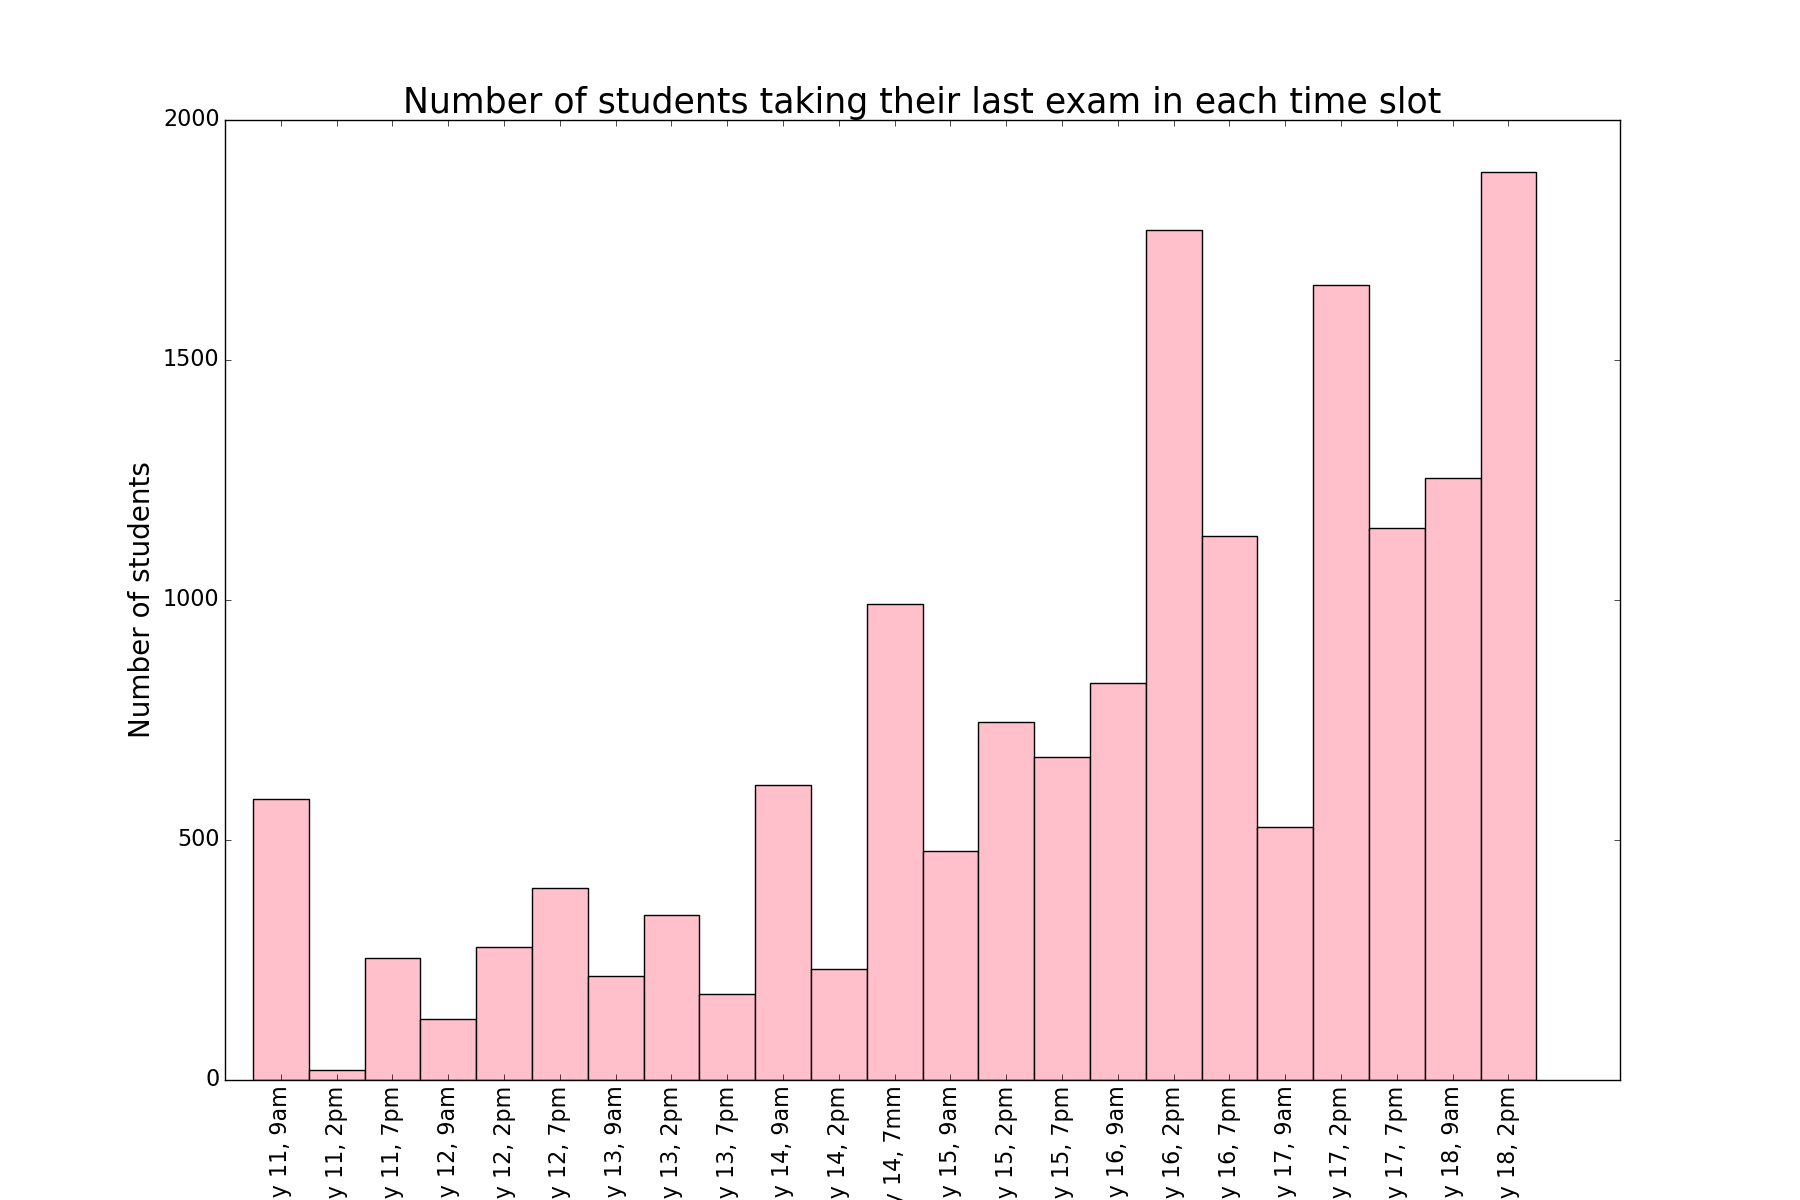 Number of students taking their last exam in each time slot
Number of students
2000
1500
1000
500
0
y 11, 9am
y 11, 2pm
y 11, 7pm
y 12, 9am
y 12, 2pm
y 12, 7pm
y 13, 9am
y 13, 2pm
y 13, 7pm
y 14, 9am
y 14, 2pm
y 14, 7mm
y 15, 9am
y 15, 2pm
y 15, 7pm
y 16, 9am
y 16, 2pm
y 16, 7pm
y 17, 9am
y 17, 2pm
y 17, 7pm
y 18, 9am
y 18, 2pm